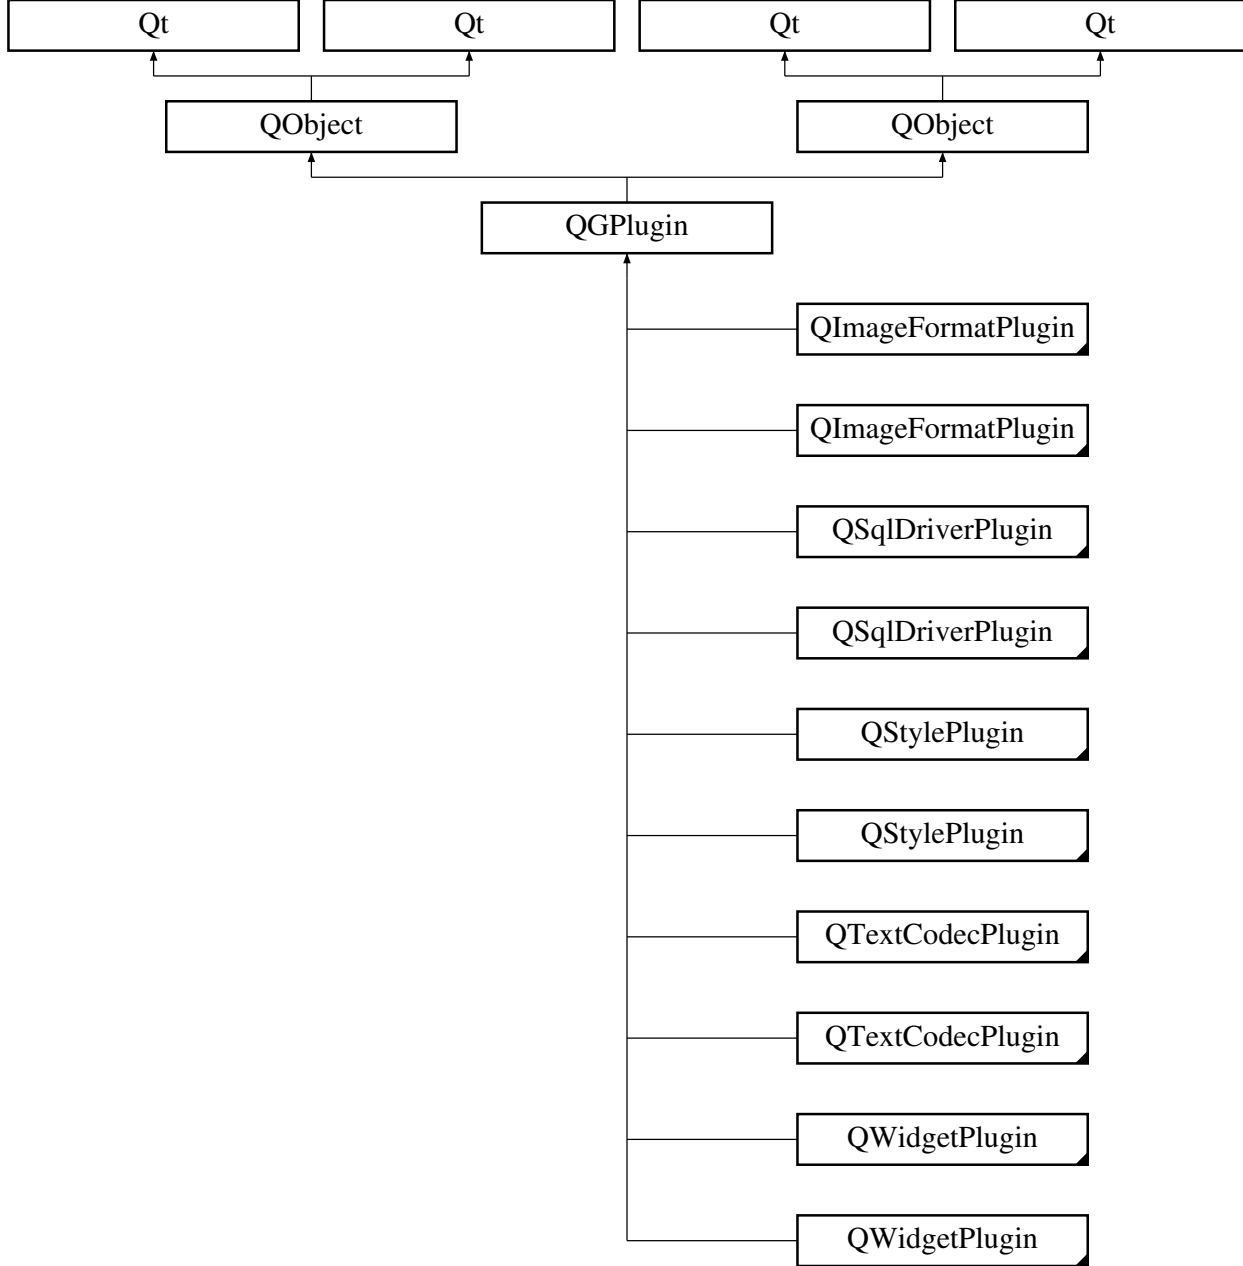 Qt
Qt
Qt
Qt
QObject
QObject
QGPlugin
QImageFormatPlugin
QImageFormatPlugin
QSqlDriverPlugin
QSqlDriverPlugin
QStylePlugin
QStylePlugin
QTextCodecPlugin
QTextCodecPlugin
QWidgetPlugin
QWidgetPlugin